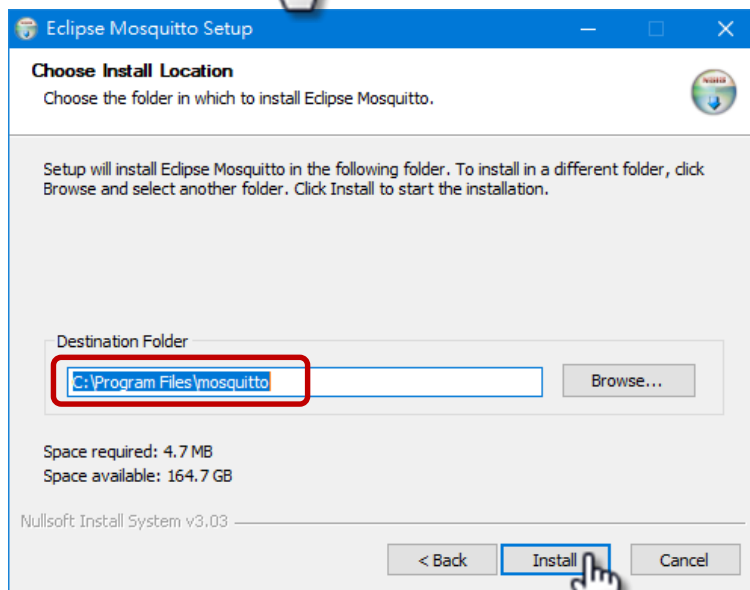 Eclipse Mosquitto Setup
Choose Install Location
Choose the folder in which to install Eclipse Mosquitto.
Setup will install Eclipse Mosquitto in the following folder. To install in a different folder, click
Browse and select another folder. Click Install to start the installation.
Destination Folder
C:\Program Files\mosquitto
Browse...
Space required: 4.7 MB
Space available: 164.7 GB
Nullsoft Install System v3.03
< Back
Install
Cancel